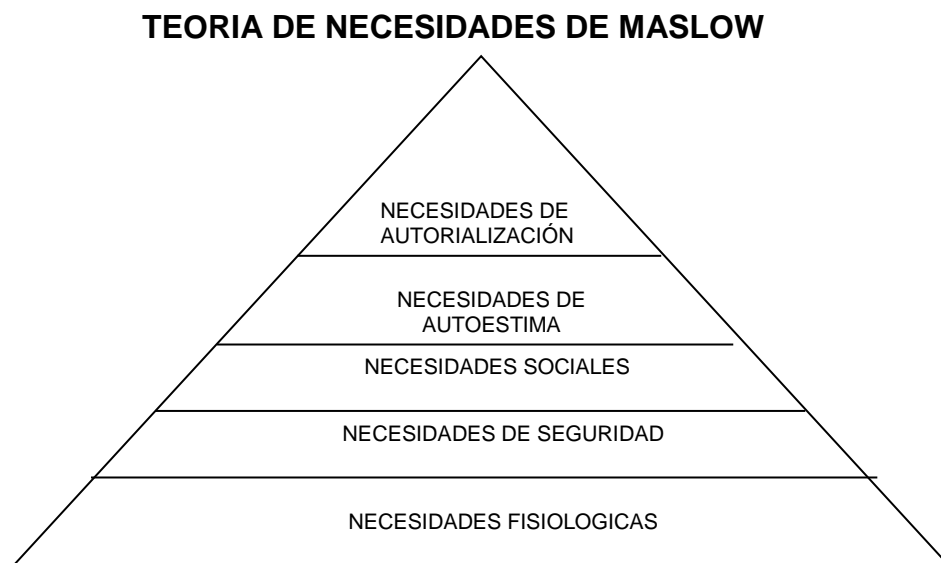 TEORIA DE NECESIDADES DE MASLOW
NECESIDADES DE
AUTORIALIZACIÓN
NECESIDADES DE
AUTOESTIMA
NECESIDADES SOCIALES
NECESIDADES DE SEGURIDAD
NECESIDADES FISIOLOGICAS